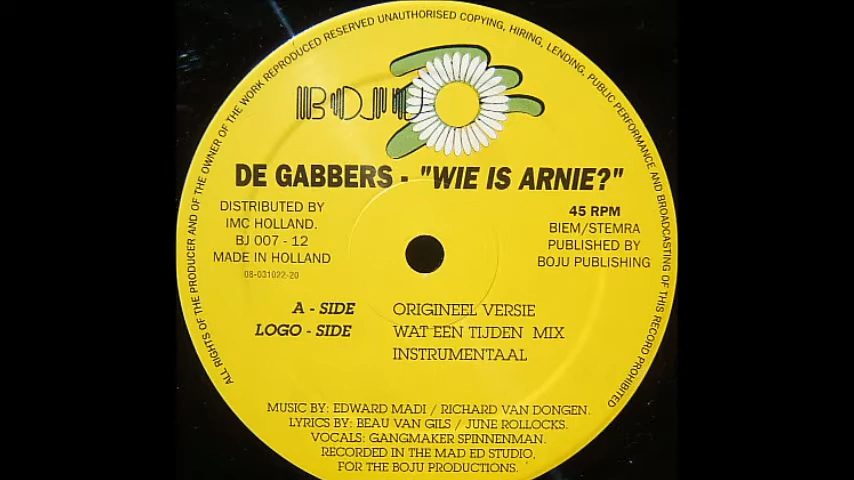 ALL RIGHTS OF THE PRODUCER AND OF THE OWNER OF THE WORK REPRODUCED RESERVED UNAUTHORISED COPYING, HIRING, LENDING, PUBLIC PERFORMANCE AND BROADCASTING OF THIS RECORD PROHIBITED
BOJU
DE GABBERS - "WIE IS ARNIE?"
DISTRIBUTED BY
IMC HOLLAND.
BJ 007 - 12
MADE IN HOLLAND
08-031022-20
45 RPM
BIEM/STEMRA
PUBLISHED BY
BOJU PUBLISHING
A - SIDE ORIGINEEL VERSIE
LOGO - SIDE WAT EEN TIJDEN MIX
INSTRUMENTAAL
MUSIC BY: EDWARD MADI / RICHARD VAN DONGEN.
LYRICS BY: BEAU VAN GILS / JUNE ROLLOCKS.
VOCALS: GANGMAKER SPINNENMAN.
RECORDED IN THE MAD ED STUDIO,
FOR THE BOJU PRODUCTIONS.